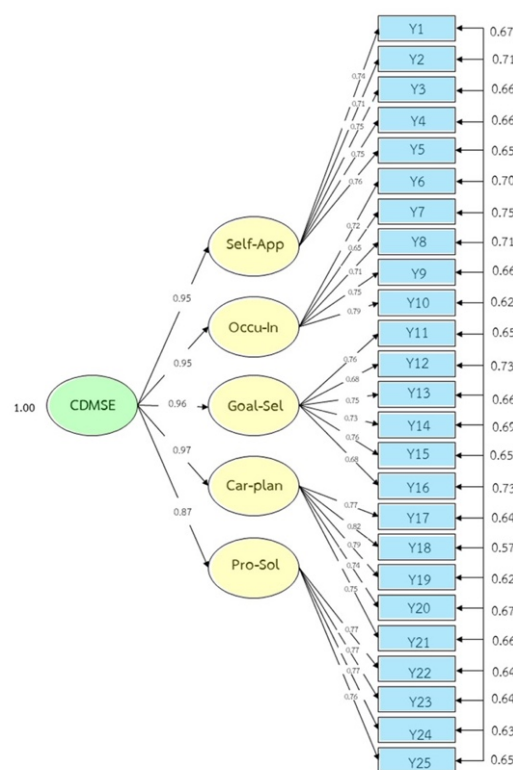 Y1
0.67
Y2
0.71
0.74
Y3
0.66
0.71
Y4
0.66
0.75
Y5
0.65
0.75
Y6
0.70
0.76
Y7
0.75
0.72
Y8
0.71
Self-App
0.65
Y9
0.66
0.71
Y10
0.62
0.75
0.79
0.95
Occu-In
Y11
0.65
0.95
0.76
Y12
0.73
0.68
Y13
0.66
0.75
1.00
CDMSE
0.96
Goal-Sel
0.73
Y14
0.69
0.76
Y15
0.65
0.68
Y16
0.73
0.97
Car-plan
0.77
Y17
0.64
0.82
Y18
0.57
0.87
0.79
Y19
0.62
Pro-Sol
0.74
Y20
0.67
0.75
Y21
0.66
0.77
Y22
0.64
0.77
Y23
0.64
0.77
Y24
0.63
0.76
Y25
0.65